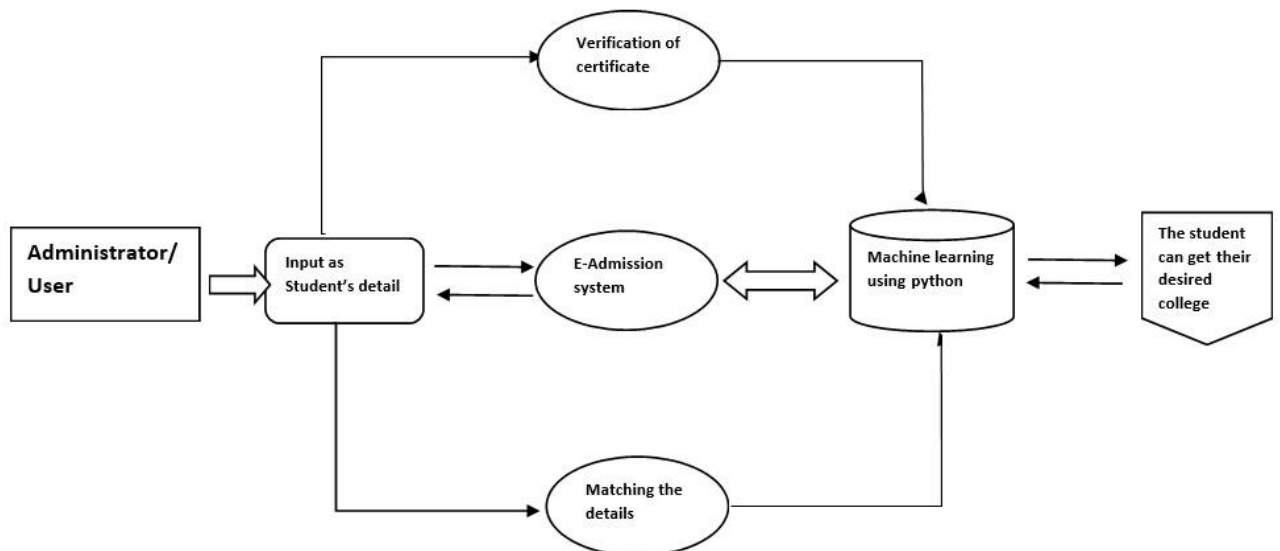 Verification of
certificate
Administrator/
User
Input as
Student's detail
E-Admission
system
Machine learning
using python
The student
can get their
desired
college
Matching the
details